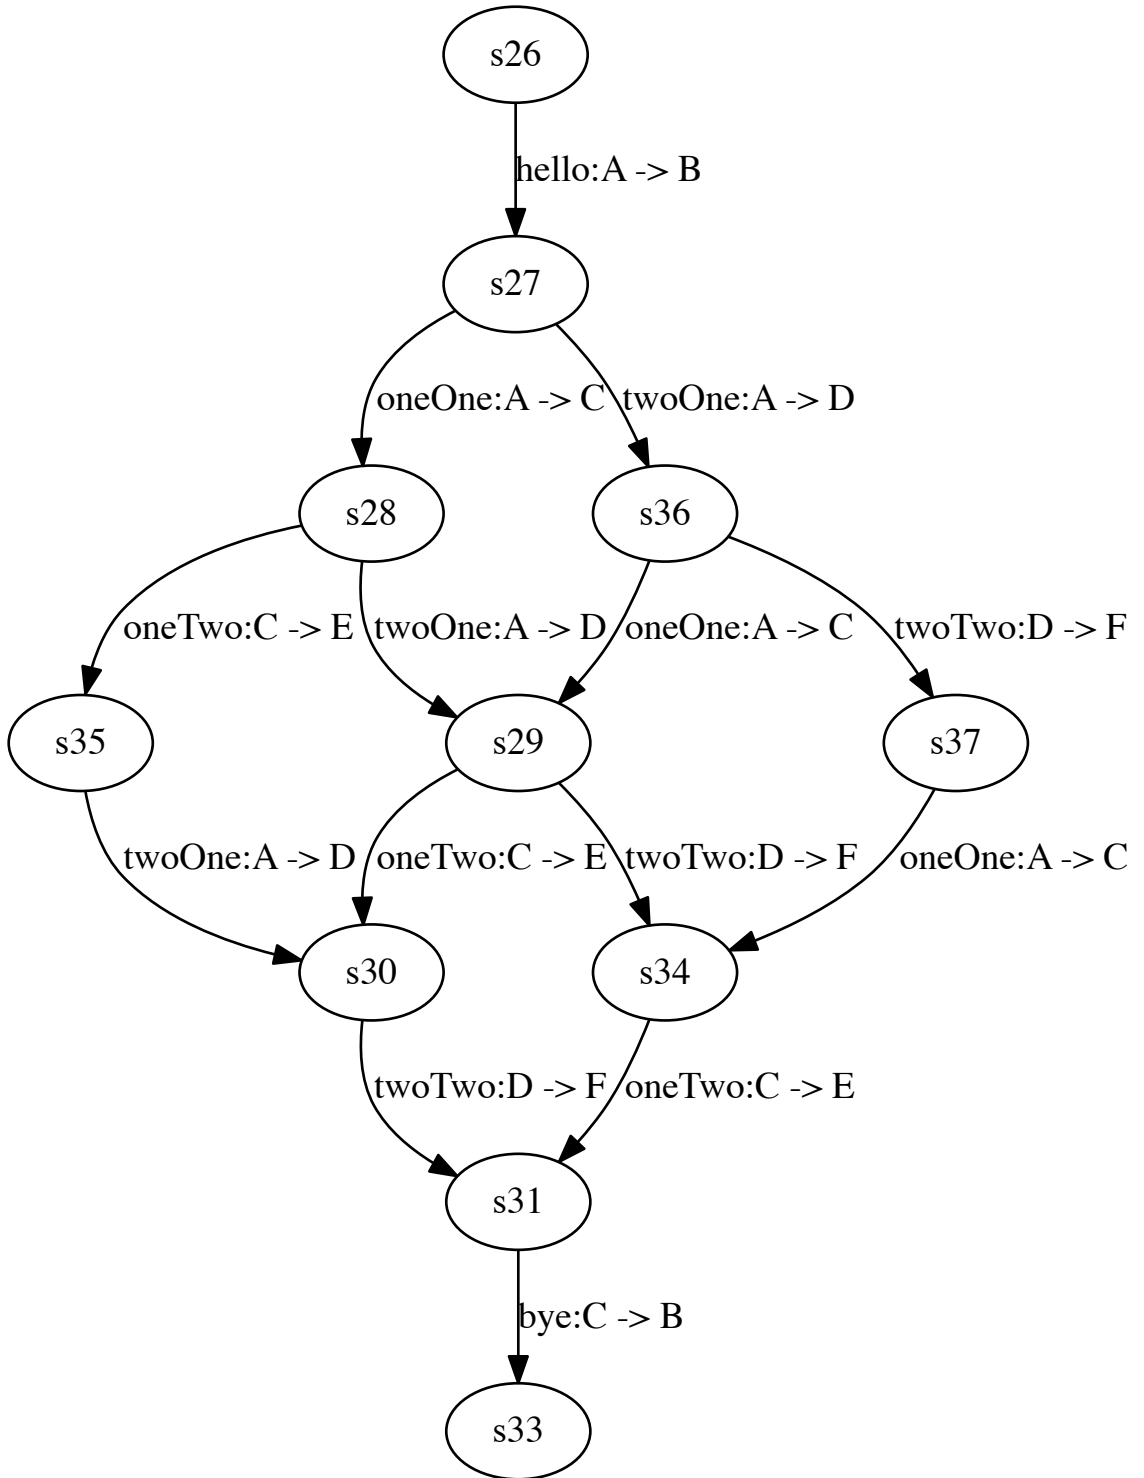 s26
hello:A -> B
s27
oneOne:A -> C
twoOne:A -> D
s28
s36
oneTwo:C -> E
twoOne:A -> D
oneOne:A -> C
twoTwo:D -> F
s35
s29
s37
twoOne:A -> D
oneTwo:C -> E
twoTwo:D -> F
oneOne:A -> C
s30
s34
twoTwo:D -> F
oneTwo:C -> E
s31
bye:C -> B
s33